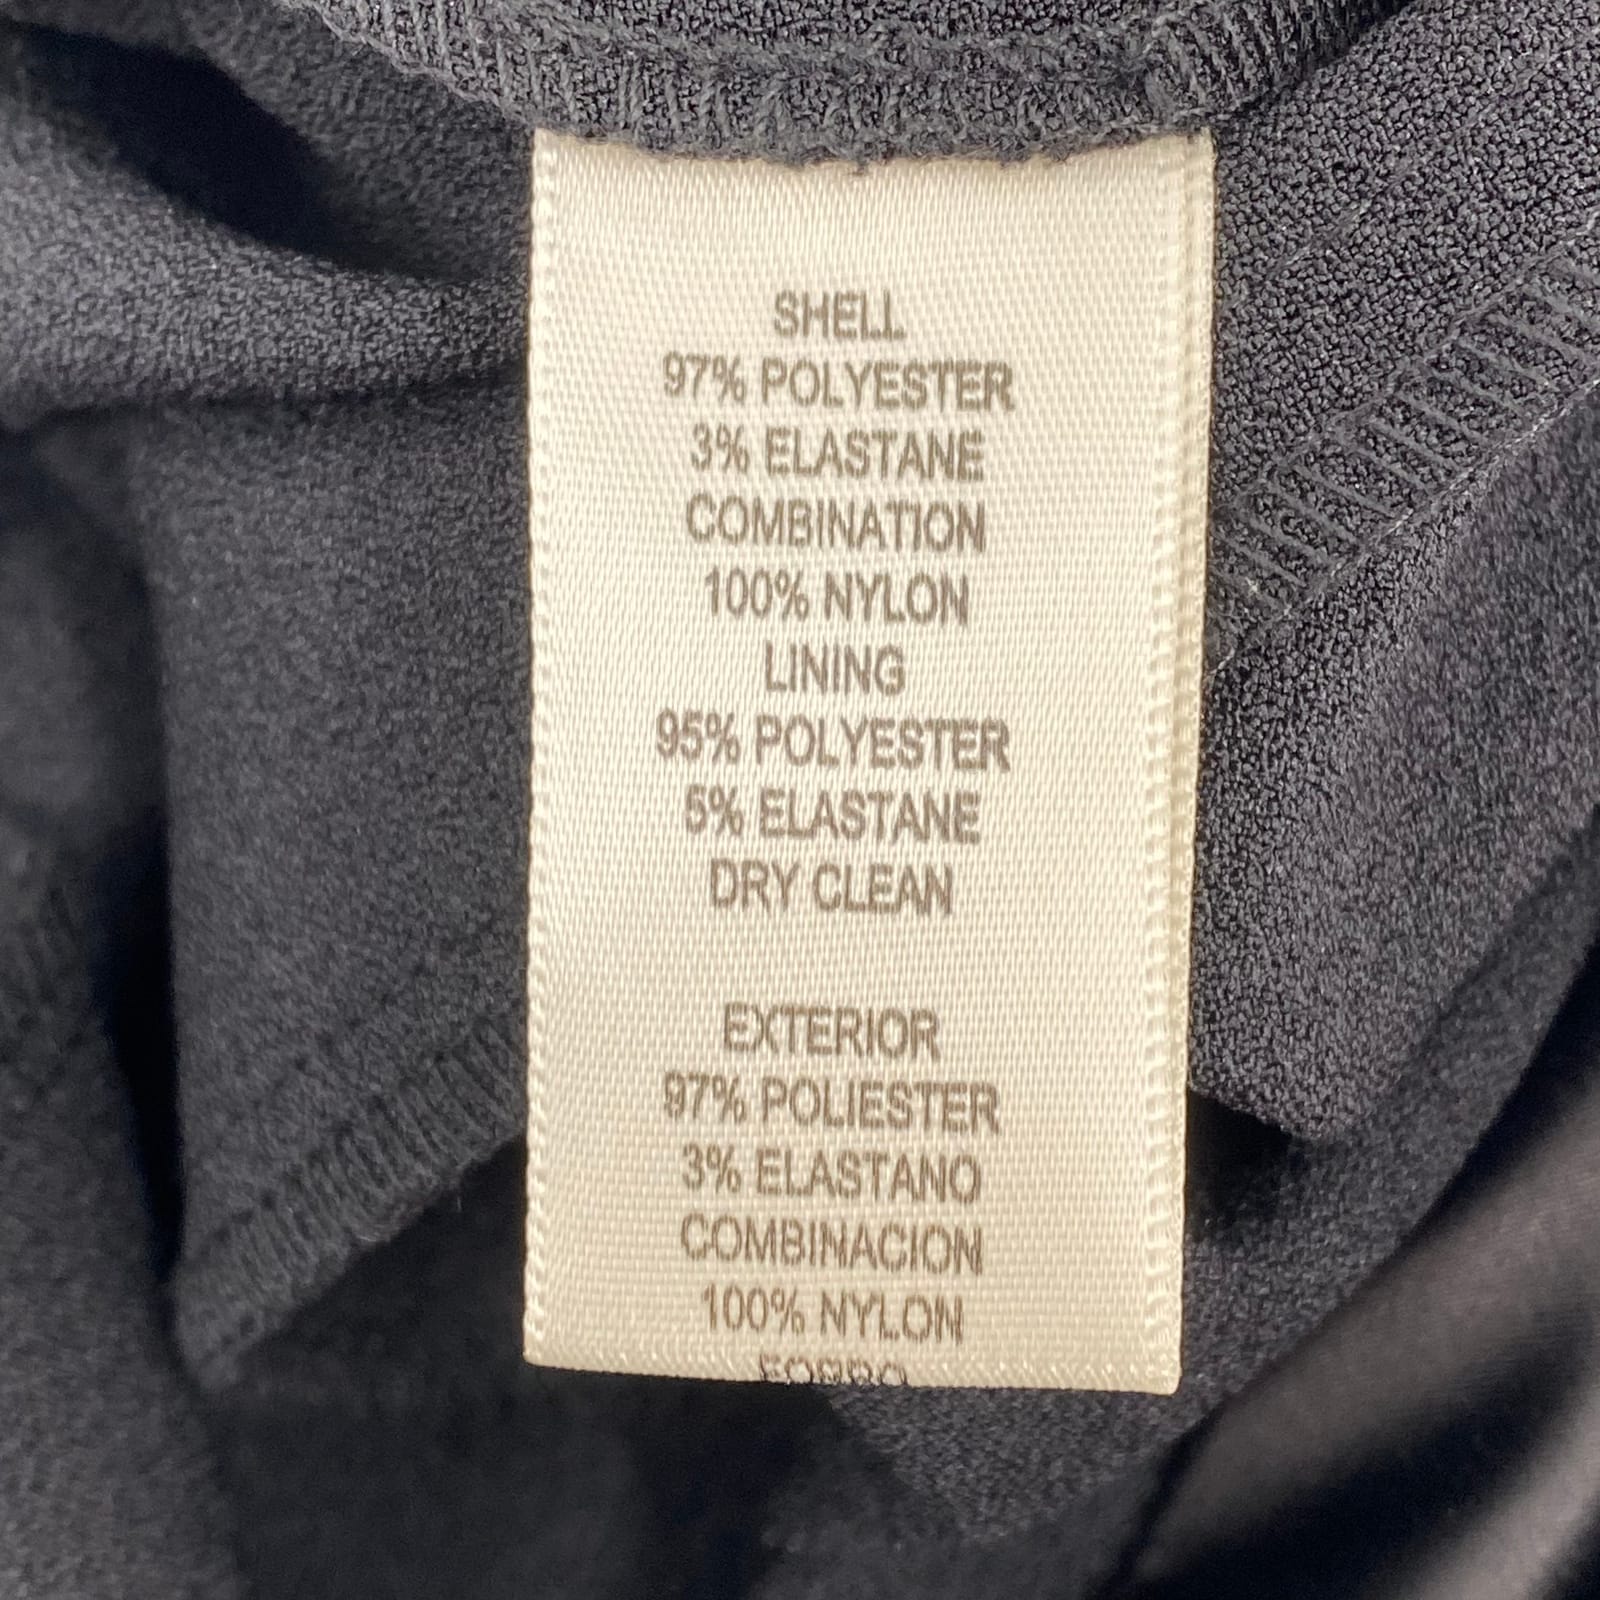 SHELL
97% POLYESTER
3% ELASTANE
COMBINATION
100% NYLON
LINING
95% POLYESTER
5% ELASTANE
DRY CLEAN
EXTERIOR
97% POLIESTER
3% ELASTANO
COMBINACION
100% NYLON
FORRO